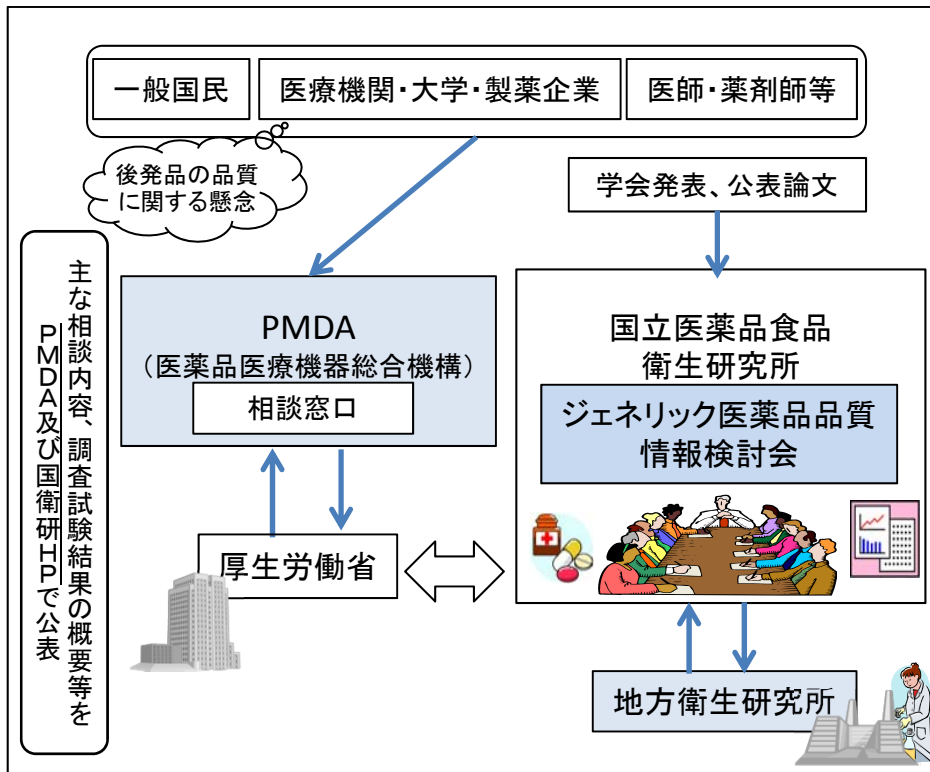 一般国民
医療機関・大学・製薬企業
医師・薬剤師等
後発品の品質
に関する懸念
学会発表、公表論文
主な相談内容、調査試験結果の概要等を
PMDA及び国衛研HPで公表
PMDA
（医薬品医療機器総合機構）
相談窓口
国立医薬品食品
衛生研究所
ジェネリック医薬品品質
情報検討会
厚生労働省
地方衛生研究所